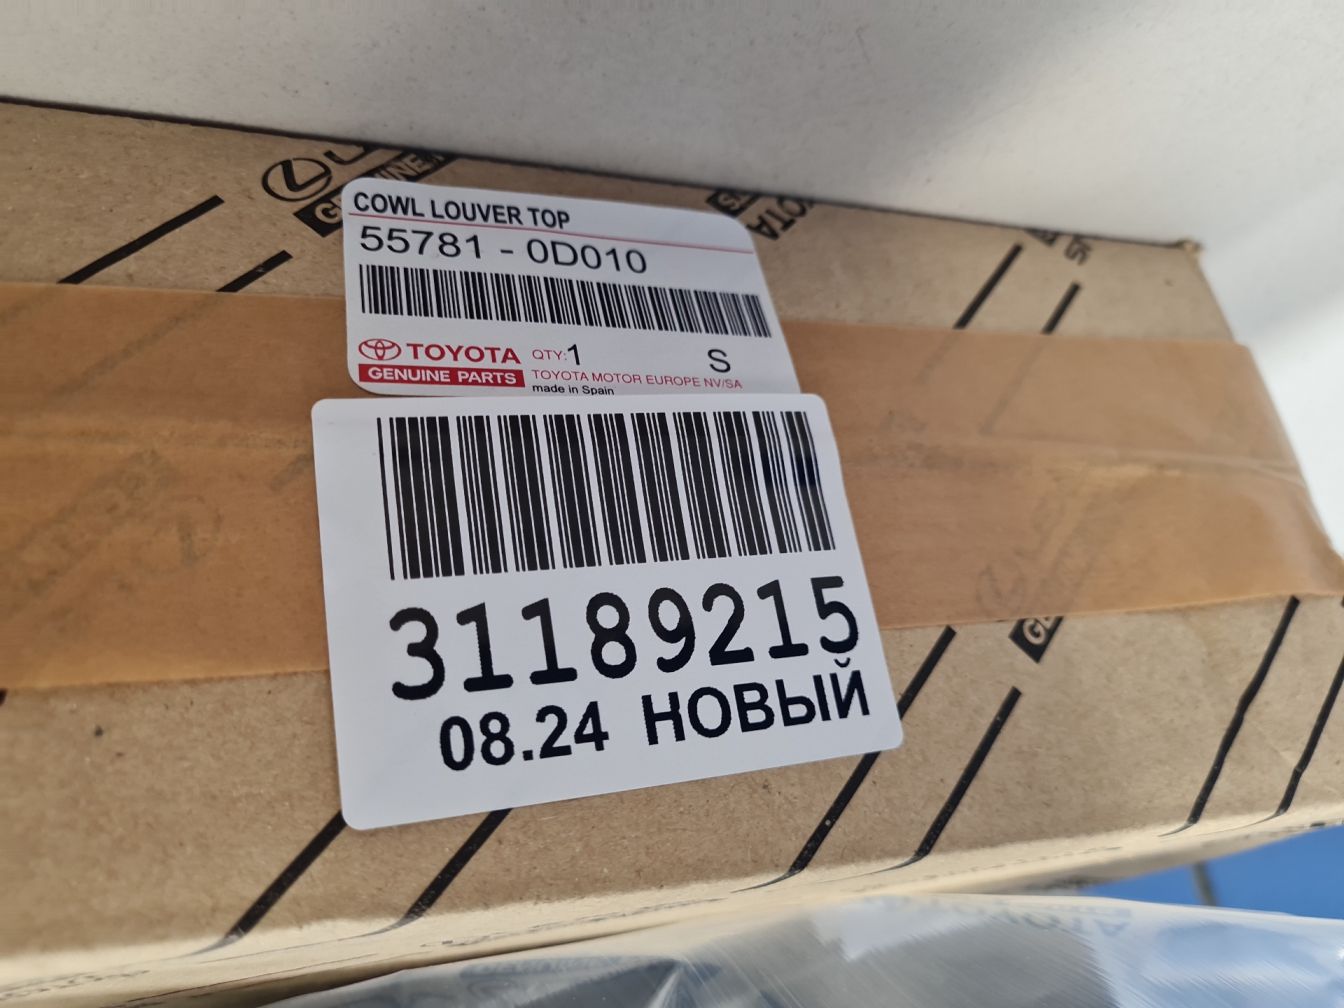 COWL LOUVER TOP
55781 - 0D010
TOYOTA
GENUINE PARTS
QTY:1
S
TOYOTA MOTOR EUROPE NV/SA
made in Spain
31189215
08.24 НОВЫЙ